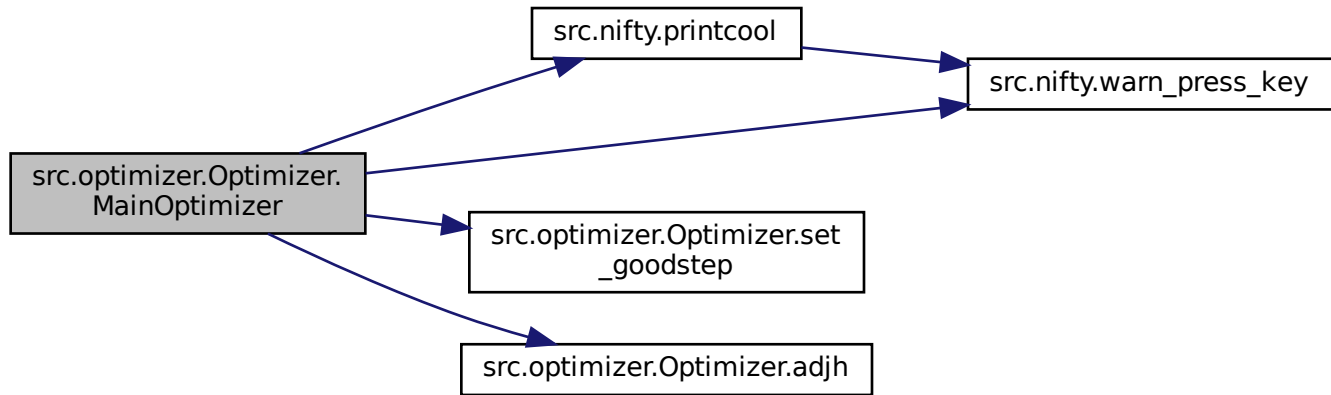 src.nifty.printcool
src.nifty.warn_press_key
src.optimizer.Optimizer.
MainOptimizer
src.optimizer.Optimizer.set
_goodstep
src.optimizer.Optimizer.adjh